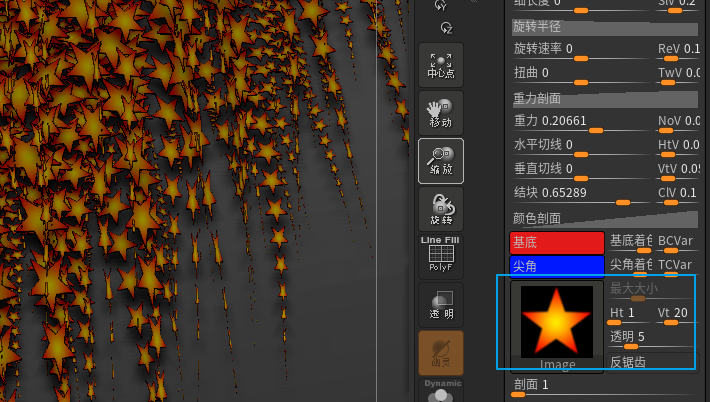 细长度 0 SlV 0.2
Y
Z
旋转半径
旋转速率 0 ReV 0.1
扭曲 0 TwV 0.0
中心点
重力剖面
重力 0.20661 NoV 0.0
移动
水平切线 0 HtV 0.0
垂直切线 0 VtV 0.05
缩放
结块 0.65289 ClV 0.1
旋转
颜色剖面
Line Fill
PolyF
基底 基底着色 BCVar
尖角 尖角着色 TCVar
透明
最大大小
Ht 1 Vt 20
透明 5
幽灵
Image 反锯齿
Dynamic
剖面 1